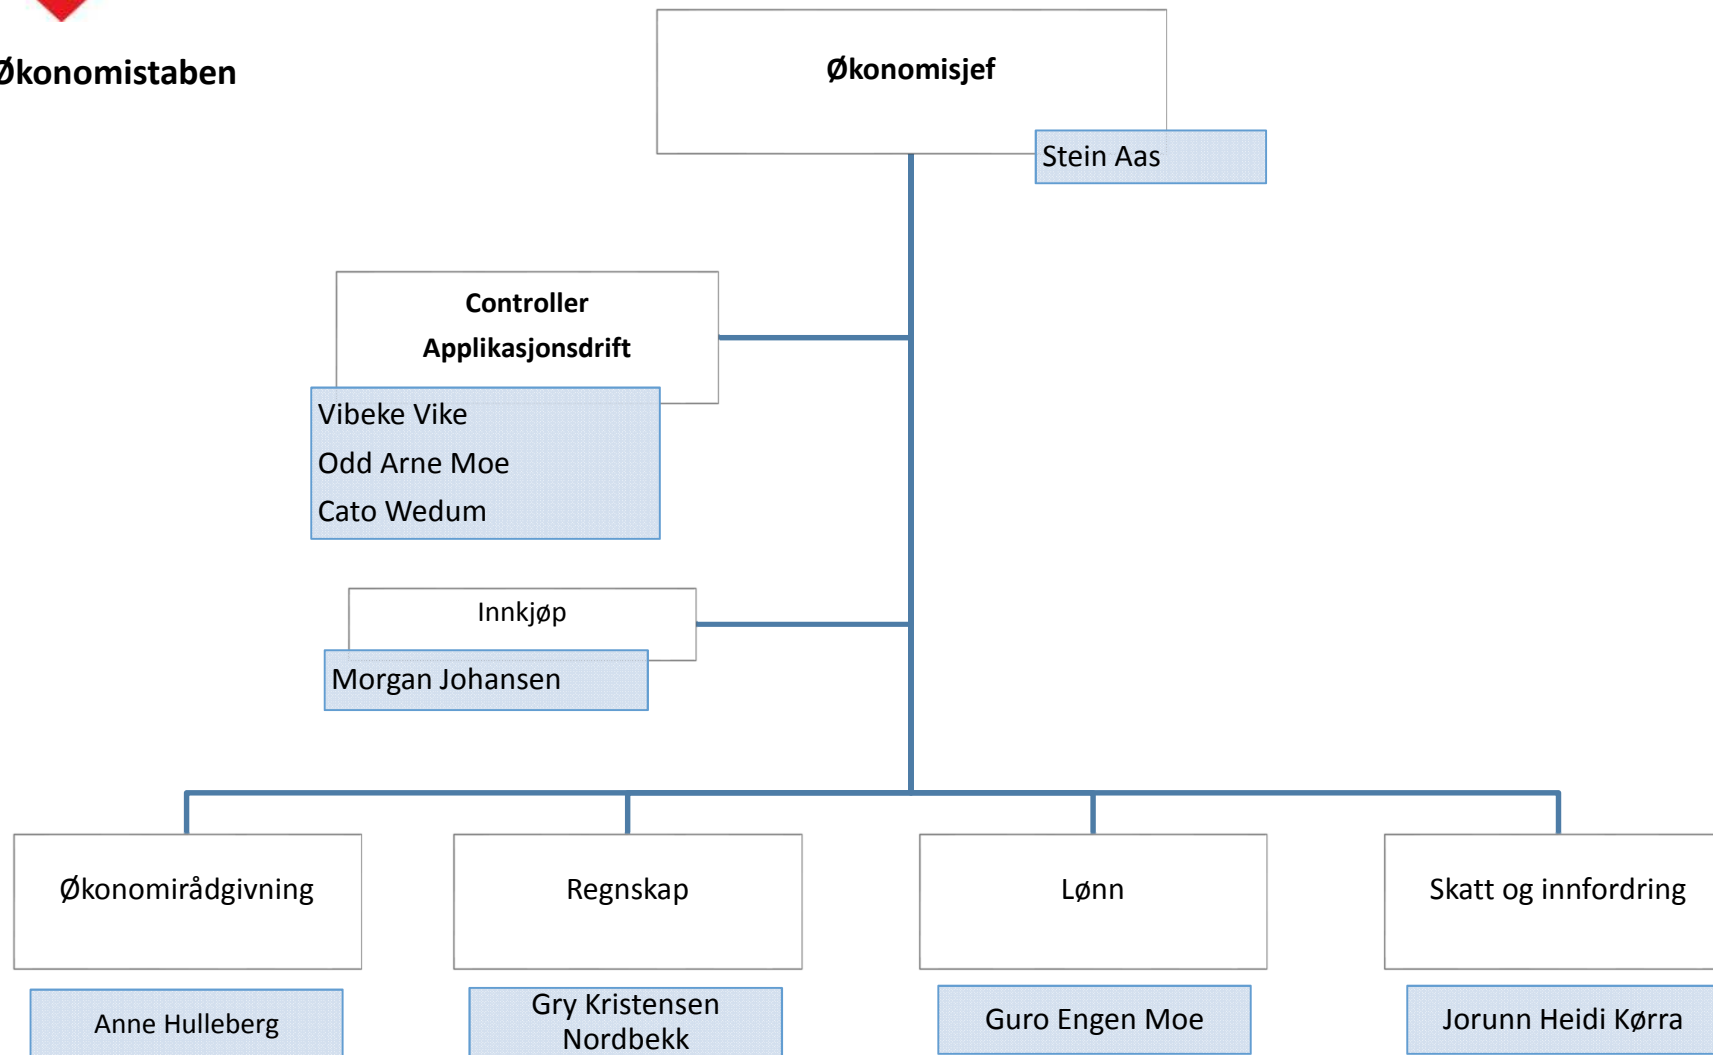 Økonomistaben
Økonomisjef
Stein Aas
Controller
Applikasjonsdrift
Vibeke Vike
Odd Arne Moe
Cato Wedum
Innkjøp
Morgan Johansen
Økonomirådgivning
Regnskap
Lønn
Skatt og innfordring
Anne Hulleberg
Gry Kristensen
Nordbekk
Guro Engen Moe
Jorunn Heidi Kørra